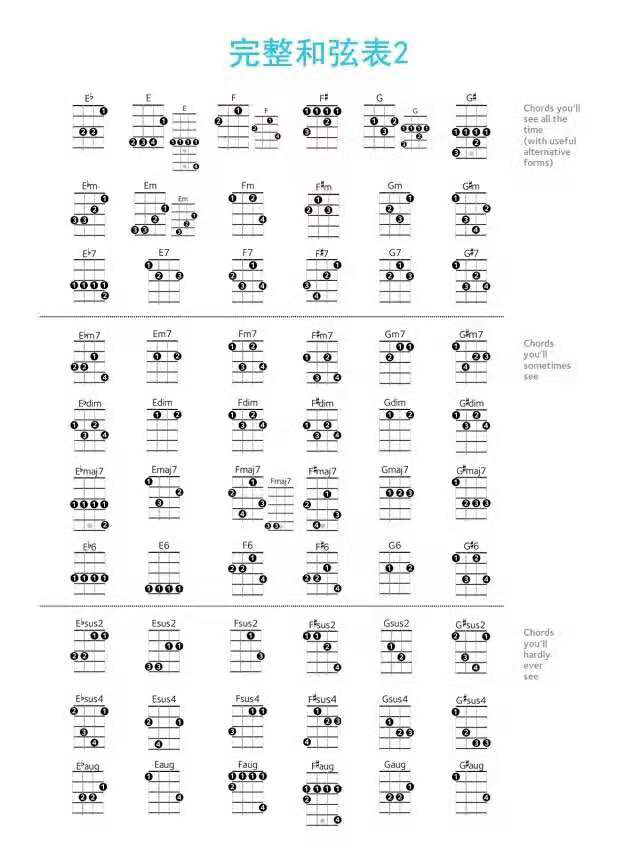 完整和弦表2
E♭ E E F F F♯ G G G♯
Chords you'll
see all the
time
(with useful
alternative
forms)
E♭m Em Em Fm F♯m Gm G♯m
E♭7 E7 F7 F♯7 G7 G♯7
E♭m7 Em7 Fm7 F♯m7 Gm7 G♯m7
Chords
you'll
sometimes
see
E♭dim Edim Fdim F♯dim Gdim G♯dim
E♭maj7 Emaj7 Fmaj7 Fmaj7 F♯maj7 Gmaj7 G♯maj7
E♭6 E6 F6 F♯6 G6 G♯6
E♭sus2 Esus2 Fsus2 F♯sus2 Gsus2 G♯sus2
Chords
you'll
hardly
ever
see
E♭sus4 Esus4 Fsus4 F♯sus4 Gsus4 G♯sus4
E♭aug Eaug Faug F♯aug Gaug G♯aug